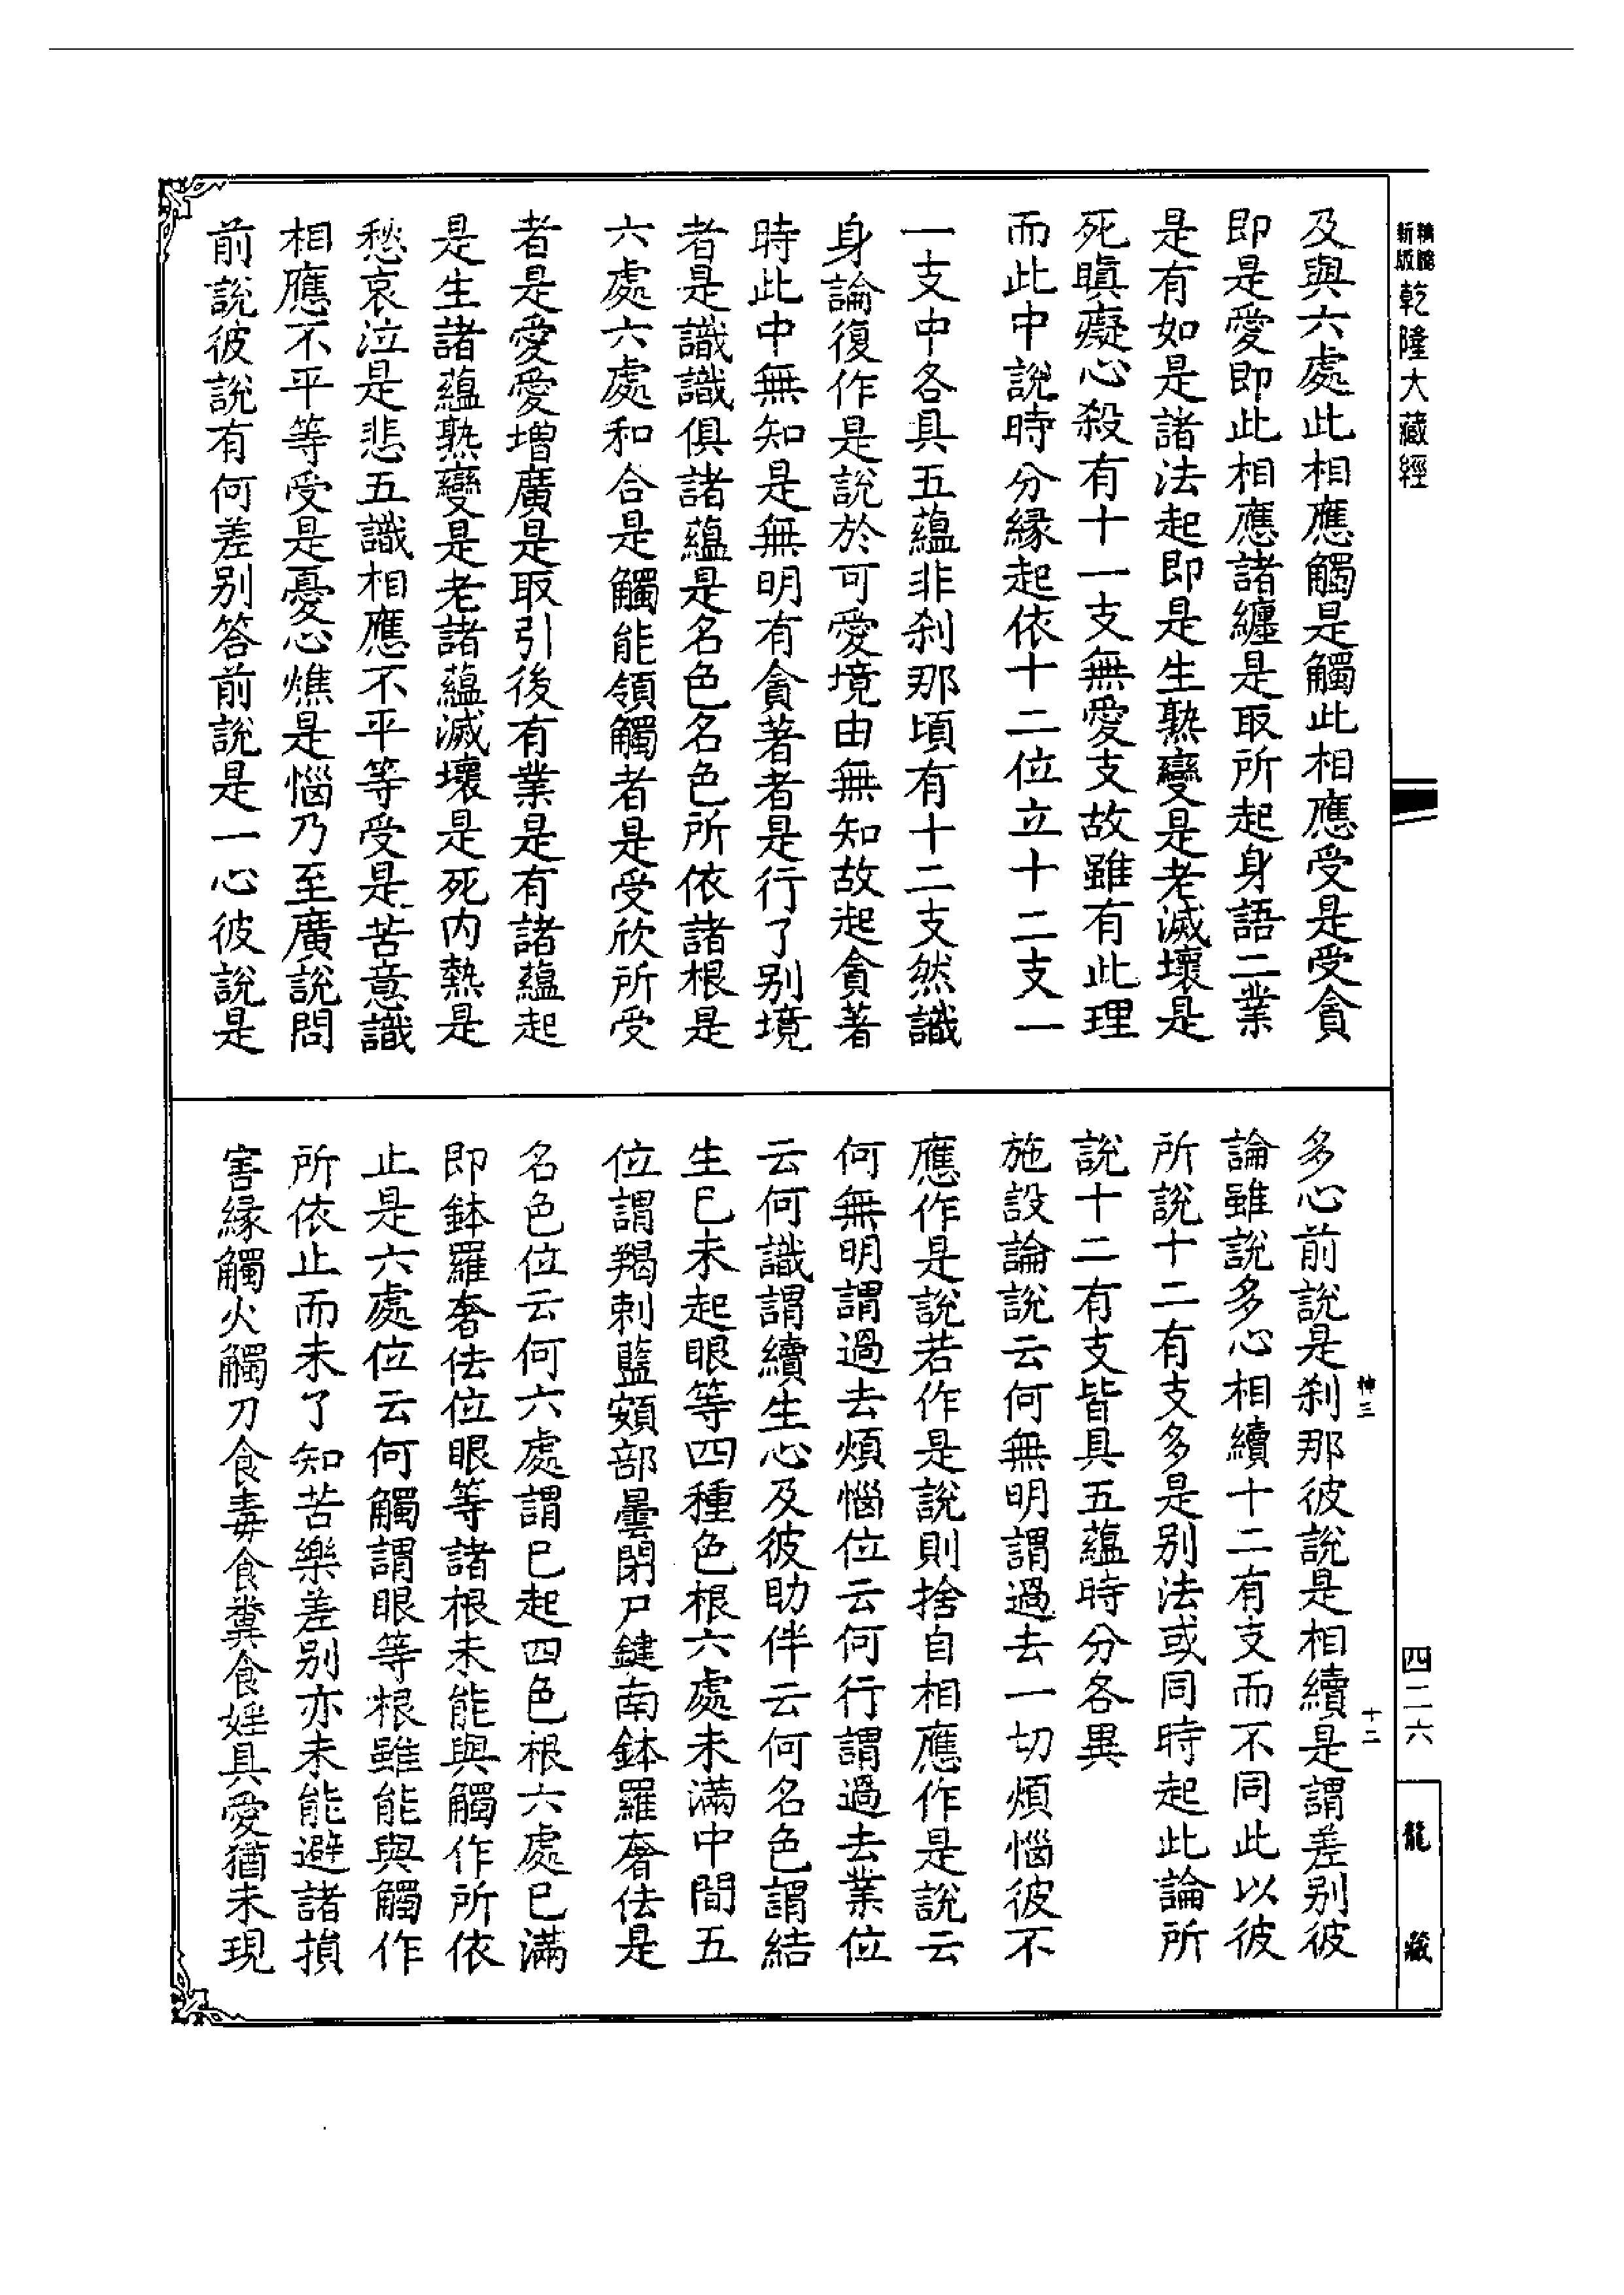 新版
精縮
乾隆大藏經
及與六處此相應觸是觸此相應受是受貪
即是愛即此相應諸纏是取所起身語二業
是有如是諸法起即是生熟變是老滅壞是
死瞋癡心殺有十一支無愛支故雖有此理
而此中說時分緣起依十二位立十二支一
一支中各具五蘊非刹那頃有十二支然識
身論復作是說於可愛境由無知故起貪著
時此中無知是無明有貪著者是行了别境
者是識識俱諸蘊是名色名色所依諸根是
六處六處和合是觸能領觸者是受欣所受
者是愛愛增廣是取引後有業是有諸蘊起
是生諸蘊熟變是老諸蘊滅壞是死内熱是
愁哀泣是悲五識相應不平等受是苦意識
相應不平等受是憂心燋是惱乃至廣說問
前說彼說有何差别答前說是一心彼說是
神三
十二
多心前說是刹那彼說是相續是謂差别彼
論雖說多心相續十二有支而不同此以彼
所說十二有支多是别法或同時起此論所
說十二有支皆具五蘊時分各異
施設論說云何無明謂過去一切煩惱彼不
應作是說若作是說則捨自相應作是說云
何無明謂過去煩惱位云何行謂過去業位
云何識謂續生心及彼助伴云何名色謂結
生已未起眼等四種色根六處未滿中間五
位謂羯剌藍頞部曇閉尸鍵南鉢羅奢佉是
名色位云何六處謂已起四色根六處已滿
即鉢羅奢佉位眼等諸根未能與觸作所依
止是六處位云何觸謂眼等根雖能與觸作
所依止而未了知苦樂差别亦未能避諸損
害緣觸火觸刀食毒食糞食婬具愛猶未現
四二六
龍藏